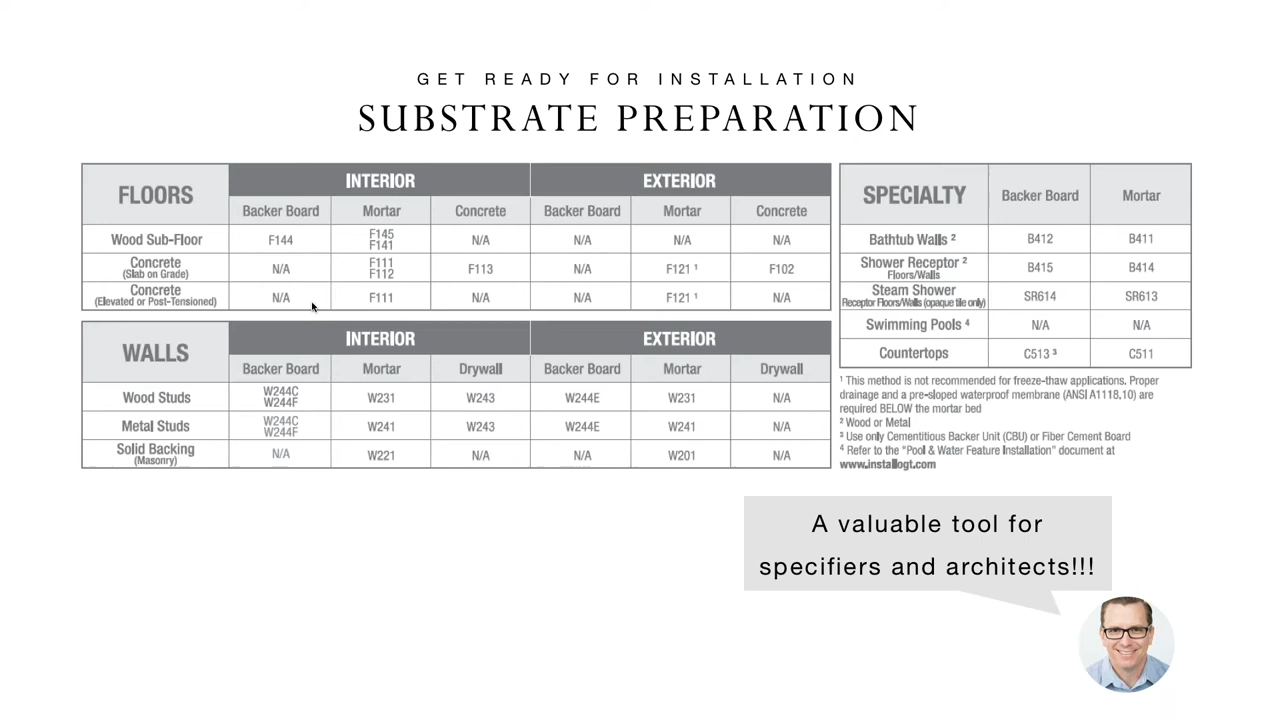 GET READY FOR INSTALLATION
SUBSTRATE PREPARATION
FLOORS INTERIOR EXTERIOR
Backer Board Mortar Concrete Backer Board Mortar Concrete
Wood Sub-Floor F144 F145 F141 N/A N/A N/A N/A
Concrete (Slab on Grade) N/A F111 F112 F113 N/A F121 ¹ F102
Concrete (Elevated or Post-Tensioned) N/A F111 N/A N/A F121 ¹ N/A
WALLS INTERIOR EXTERIOR
Backer Board Mortar Drywall Backer Board Mortar Drywall
Wood Studs W244C W244F W231 W243 W244E W231 N/A
Metal Studs W244C W244F W241 W243 W244E W241 N/A
Solid Backing (Masonry) N/A W221 N/A N/A W201 N/A
SPECIALTY Backer Board Mortar
Bathtub Walls ² B412 B411
Shower Receptor ² Floors/Walls B415 B414
Steam Shower Receptor Floors/Walls (opaque tile only) SR614 SR613
Swimming Pools ⁴ N/A N/A
Countertops C513 ³ C511
¹ This method is not recommended for freeze-thaw applications. Proper
drainage and a pre-sloped waterproof membrane (ANSI A1118.10) are
required BELOW the mortar bed
² Wood or Metal
³ Use only Cementitious Backer Unit (CBU) or Fiber Cement Board
⁴ Refer to the "Pool & Water Feature Installation" document at
www.installogt.com
A valuable tool for
specifiers and architects!!!